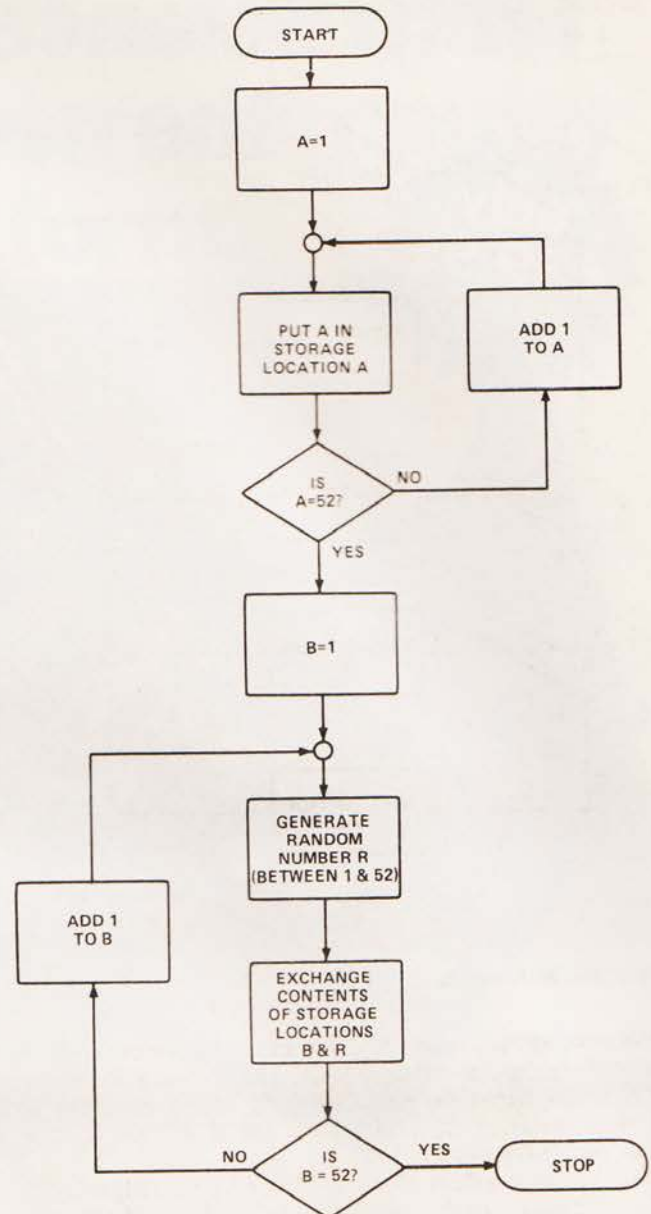 START
A=1
PUT A IN
STORAGE
LOCATION A
ADD 1
TO A
IS
A=52?
NO
YES
B=1
GENERATE
RANDOM
NUMBER R
(BETWEEN 1 & 52)
ADD 1
TO B
EXCHANGE
CONTENTS
OF STORAGE
LOCATIONS
B & R
NO
IS
B = 52?
YES
STOP